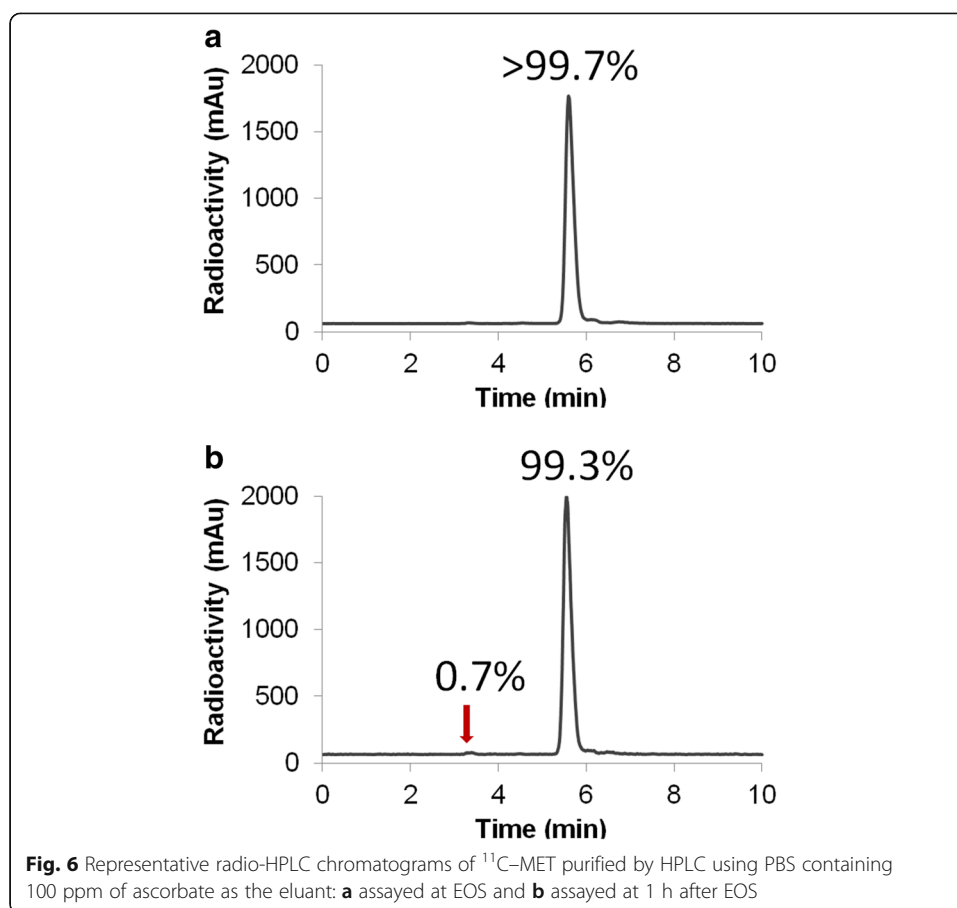 a
>99.7%
Radioactivity (mAu)
2000
1500
1000
500
0
0 2 4 6 8 10
Time (min)
b
99.3%
0.7%
Radioactivity (mAu)
2000
1500
1000
500
0
0 2 4 6 8 10
Time (min)
Fig. 6 Representative radio-HPLC chromatograms of ¹¹C–MET purified by HPLC using PBS containing
100 ppm of ascorbate as the eluant: a assayed at EOS and b assayed at 1 h after EOS